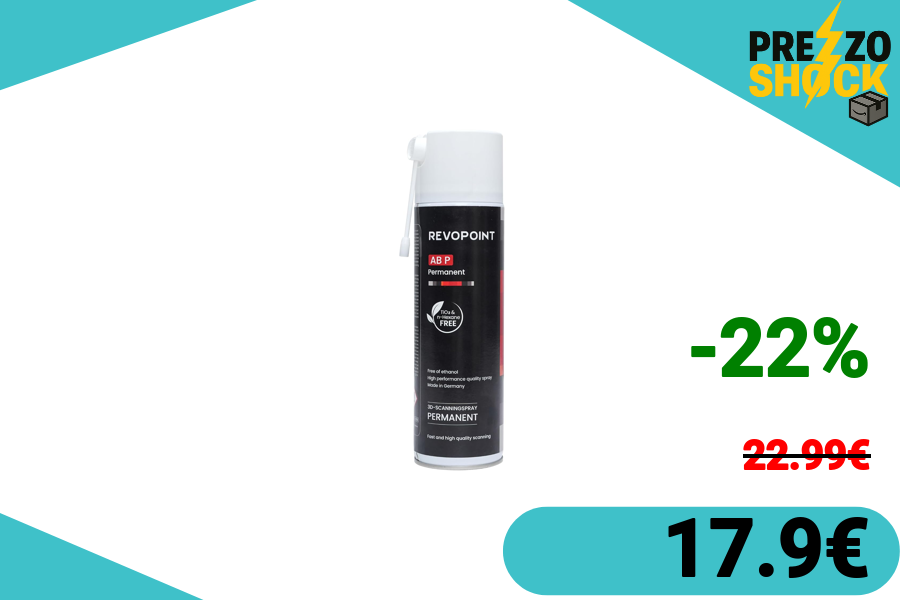 PREZZO
SHOCK
REVOPOINT
AB P
Permanent
TiO₂ &
n-Hexane
FREE
Free of ethanol
High performance quality spray
Made in Germany
3D-SCANNINGSPRAY
PERMANENT
Fast and high quality scanning
-22%
22.99€
17.9€